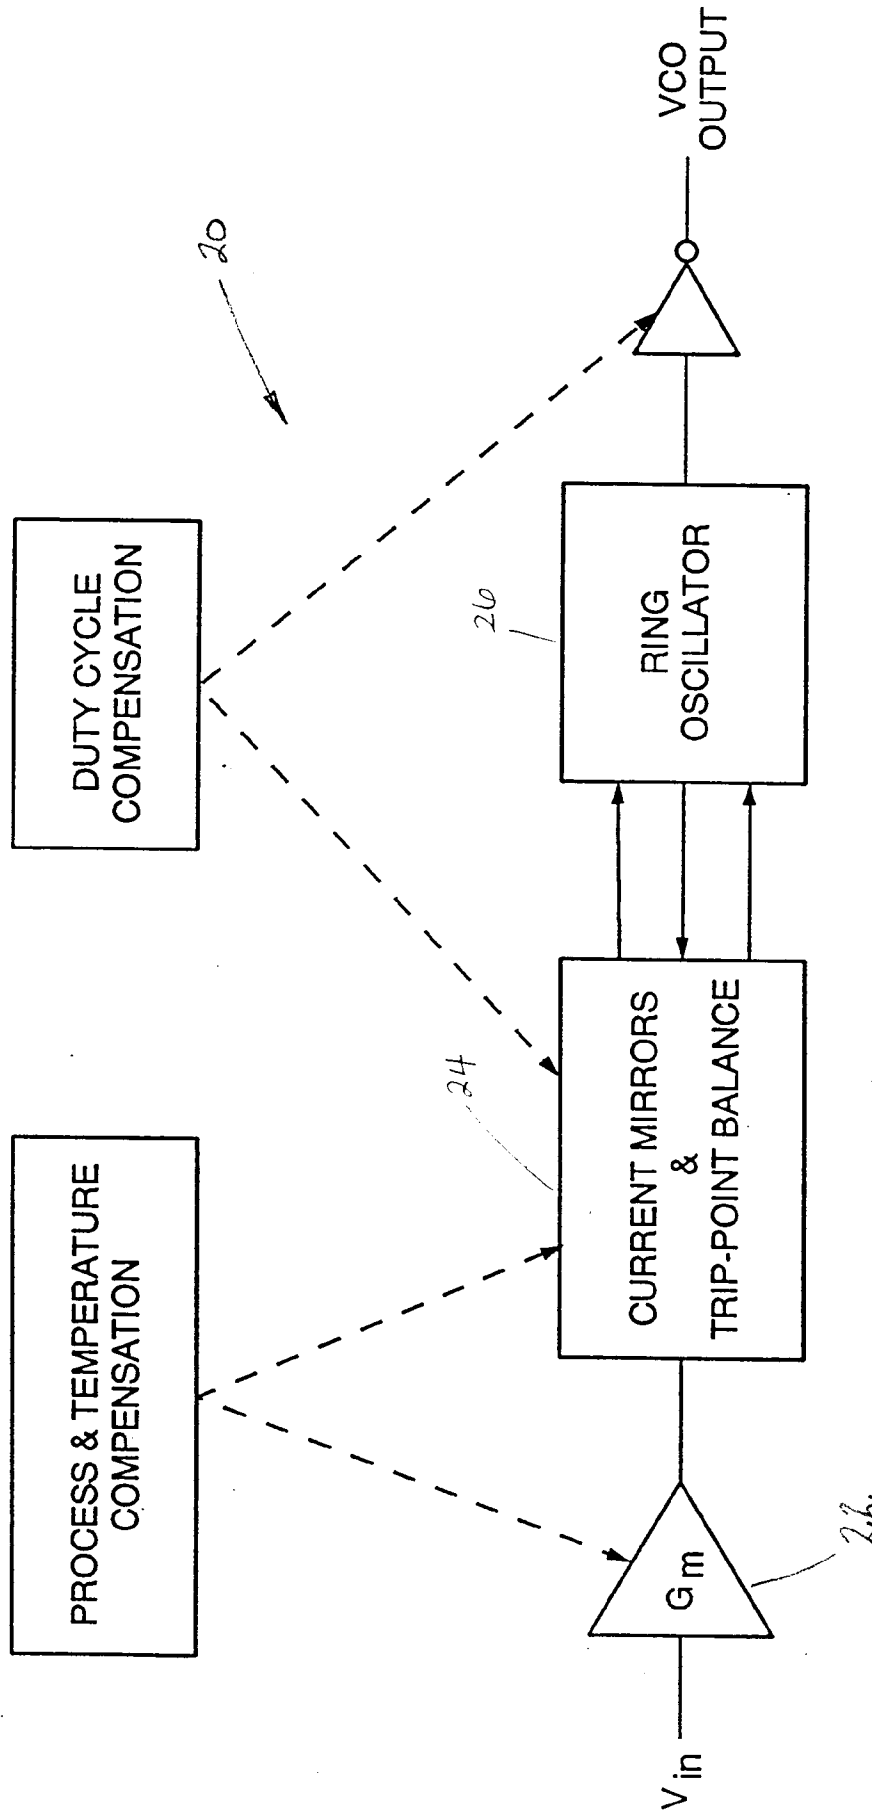 PROCESS & TEMPERATURE
COMPENSATION
DUTY CYCLE
COMPENSATION
20
24
26
Vin
Gm
22
CURRENT MIRRORS
&
TRIP-POINT BALANCE
RING
OSCILLATOR
VCO
OUTPUT